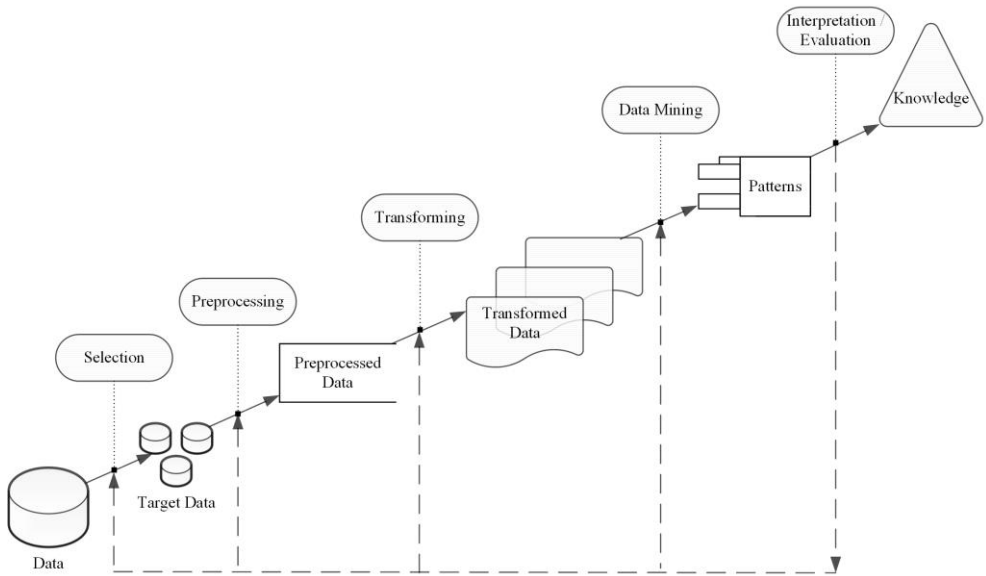 Interpretation /
Evaluation
Knowledge
Data Mining
Patterns
Transforming
Preprocessing
Transformed
Data
Selection
Preprocessed
Data
Target Data
Data